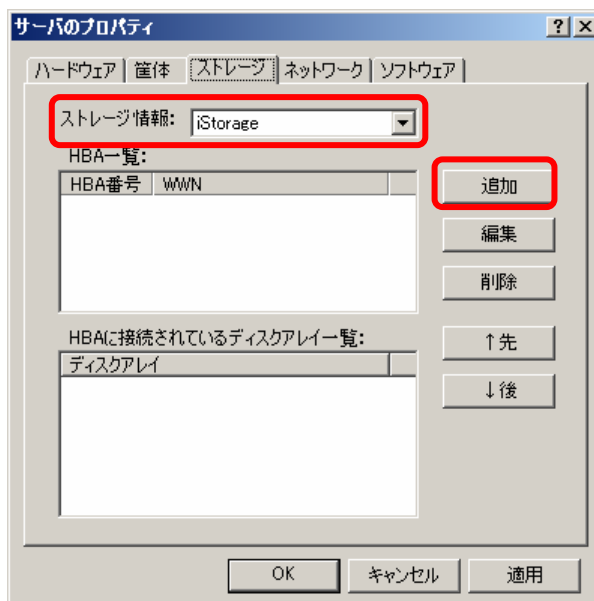 サーバのプロパティ
ハードウェア 筐体 ストレージ ネットワーク ソフトウェア
ストレージ情報: iStorage
HBA一覧:
HBA番号 WWN
追加
編集
削除
HBAに接続されているディスクアレイ一覧:
ディスクアレイ
↑先
↓後
OK キャンセル 適用